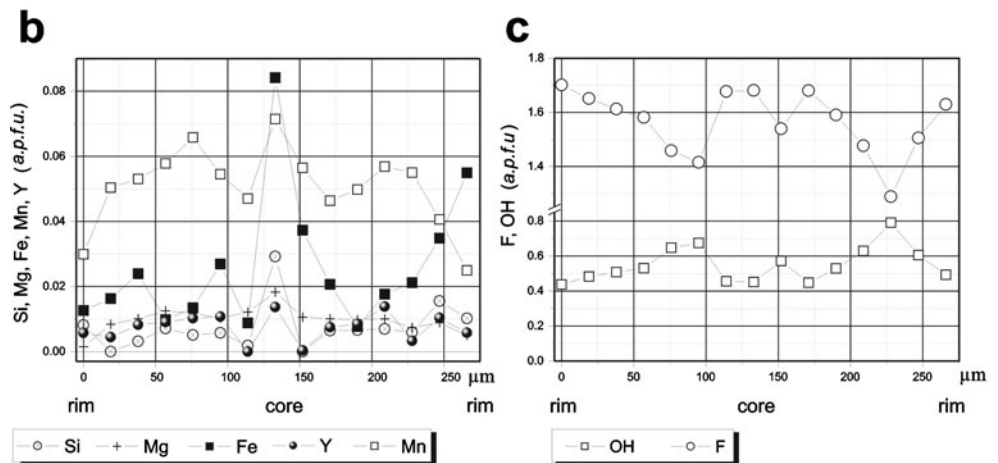 b
Si, Mg, Fe, Mn, Y (a.p.f.u.)
0.08
0.06
0.04
0.02
0.00
0 50 100 150 200 250 µm
rim core rim
Si Mg Fe Y Mn
c
F, OH (a.p.f.u)
1.8
1.6
1.4
0.8
0.6
0.4
0.2
0.0
0 50 100 150 200 250 µm
rim core rim
OH F